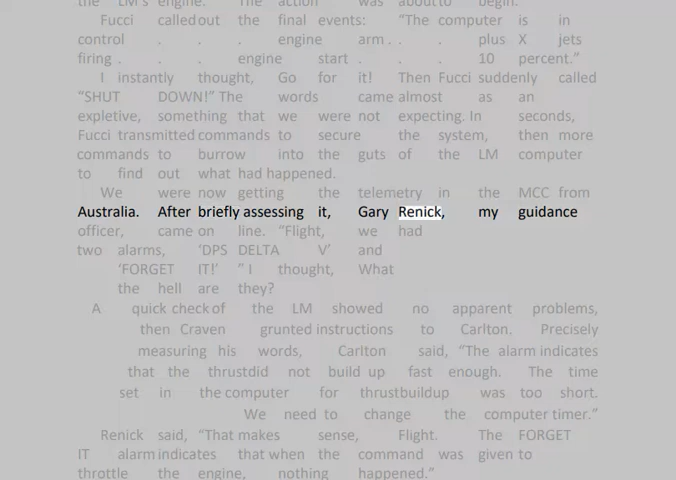 the LM's engine. The action was about to begin.
Fucci called out the final events: “The computer is in
control . . . engine arm . . . plus X jets
firing . . . engine start . . . 10 percent.”
I instantly thought, Go for it! Then Fucci suddenly called
“SHUT DOWN!” The words came almost as an
expletive, something that we were not expecting. In seconds,
Fucci transmitted commands to secure the system, then more
commands to burrow into the guts of the LM computer
to find out what had happened.
We were now getting the telemetry in the MCC from
Australia. After briefly assessing it, Gary Renick, my guidance
officer, came on line. “Flight, we had
two alarms, ‘DPS DELTA V’ and
‘FORGET IT!’ ” I thought, What
the hell are they?
A quick check of the LM showed no apparent problems,
then Craven grunted instructions to Carlton. Precisely
measuring his words, Carlton said, “The alarm indicates
that the thrust did not build up fast enough. The time
set in the computer for thrust buildup was too short.
We need to change the computer timer.”
Renick said, “That makes sense, Flight. The FORGET
IT alarm indicates that when the command was given to
throttle the engine, nothing happened.”